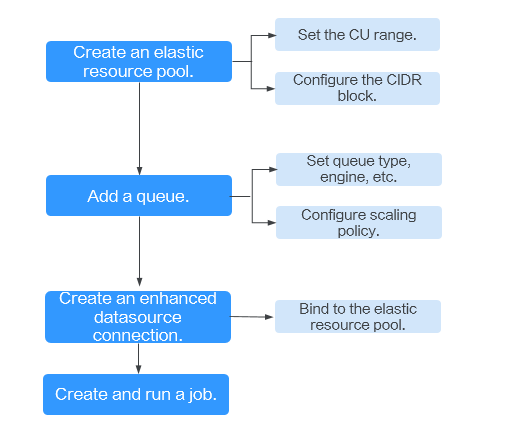 Create an elastic
resource pool.
Set the CU range.
Configure the CIDR
block.
Add a queue.
Set queue type,
engine, etc.
Configure scaling
policy.
Create an enhanced
datasource
connection.
Bind to the elastic
resource pool.
Create and run a job.